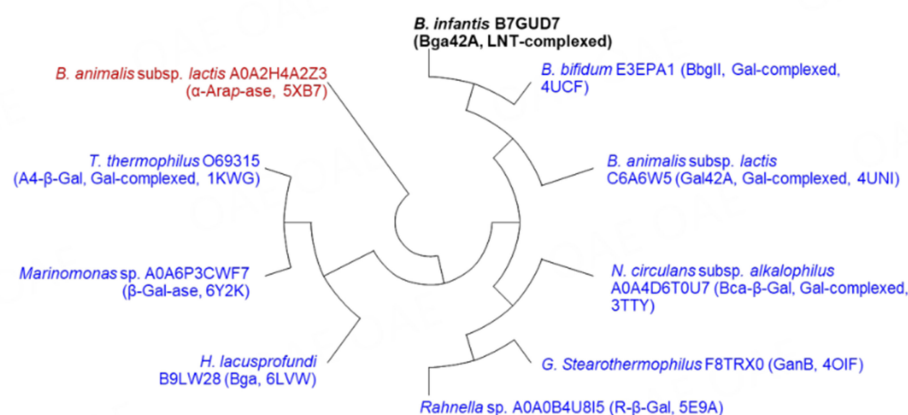 B. infantis B7GUD7
(Bga42A, LNT-complexed)
B. animalis subsp. lactis A0A2H4A2Z3
(α-Arap-ase, 5XB7)
B. bifidum E3EPA1 (BbgII, Gal-complexed,
4UCF)
T. thermophilus O69315
(A4-β-Gal, Gal-complexed, 1KWG)
B. animalis subsp. lactis
C6A6W5 (Gal42A, Gal-complexed, 4UNI)
Marinomonas sp. A0A6P3CWF7
(β-Gal-ase, 6Y2K)
N. circulans subsp. alkalophilus
A0A4D6T0U7 (Bca-β-Gal, Gal-complexed,
3TTY)
H. lacusprofundi
B9LW28 (Bga, 6LVW)
G. Stearothermophilus F8TRX0 (GanB, 4OIF)
Rahnella sp. A0A0B4U8I5 (R-β-Gal, 5E9A)